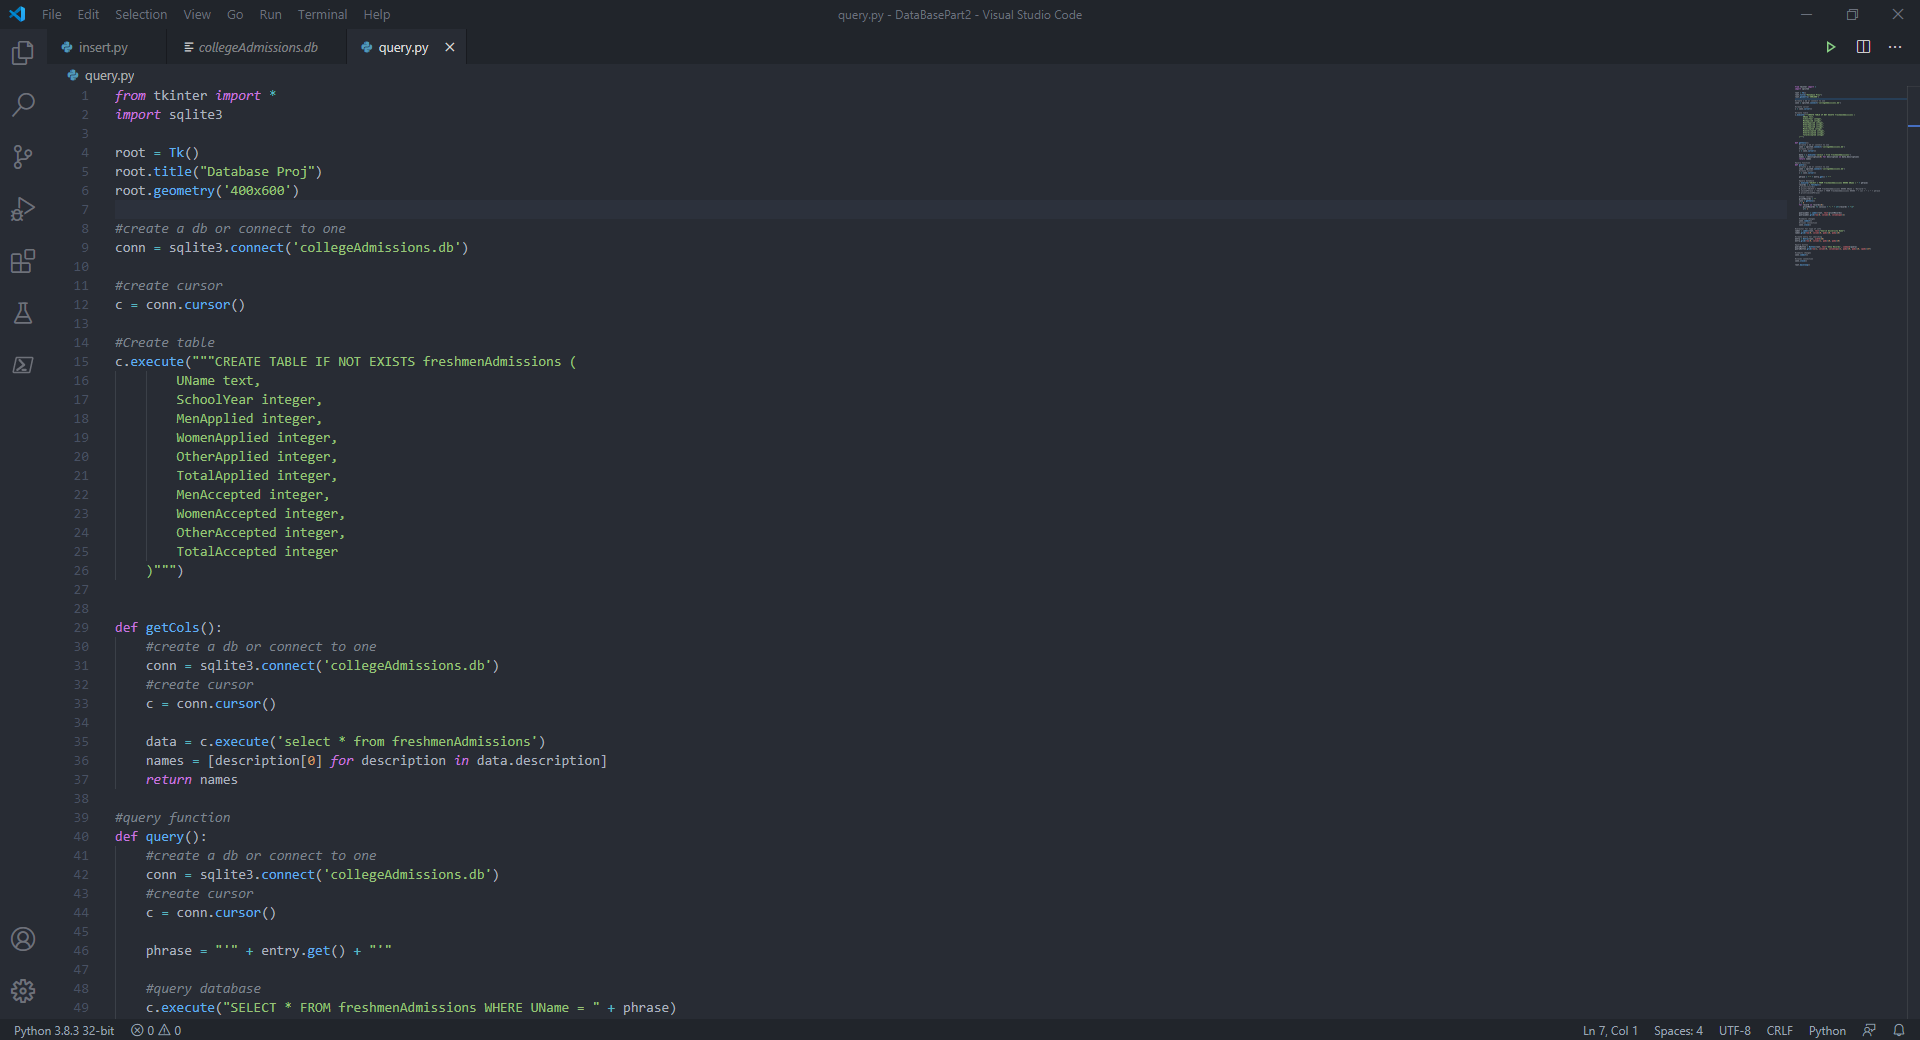 File Edit Selection View Go Run Terminal Help
query.py - DataBasePart2 - Visual Studio Code
insert.py
collegeAdmissions.db
query.py
query.py
1 from tkinter import *
2 import sqlite3
3
4 root = Tk()
5 root.title("Database Proj")
6 root.geometry('400x600')
7
8 #create a db or connect to one
9 conn = sqlite3.connect('collegeAdmissions.db')
10
11 #create cursor
12 c = conn.cursor()
13
14 #Create table
15 c.execute("""CREATE TABLE IF NOT EXISTS freshmenAdmissions (
16         UName text,
17         SchoolYear integer,
18         MenApplied integer,
19         WomenApplied integer,
20         OtherApplied integer,
21         TotalApplied integer,
22         MenAccepted integer,
23         WomenAccepted integer,
24         OtherAccepted integer,
25         TotalAccepted integer
26     )""")
27
28
29 def getCols():
30     #create a db or connect to one
31     conn = sqlite3.connect('collegeAdmissions.db')
32     #create cursor
33     c = conn.cursor()
34
35     data = c.execute('select * from freshmenAdmissions')
36     names = [description[0] for description in data.description]
37     return names
38
39 #query function
40 def query():
41     #create a db or connect to one
42     conn = sqlite3.connect('collegeAdmissions.db')
43     #create cursor
44     c = conn.cursor()
45
46     phrase = "'" + entry.get() + "'"
47
48     #query database
49     c.execute("SELECT * FROM freshmenAdmissions WHERE UName = " + phrase)
Python 3.8.3 32-bit 0 0
Ln 7, Col 1 Spaces: 4 UTF-8 CRLF Python